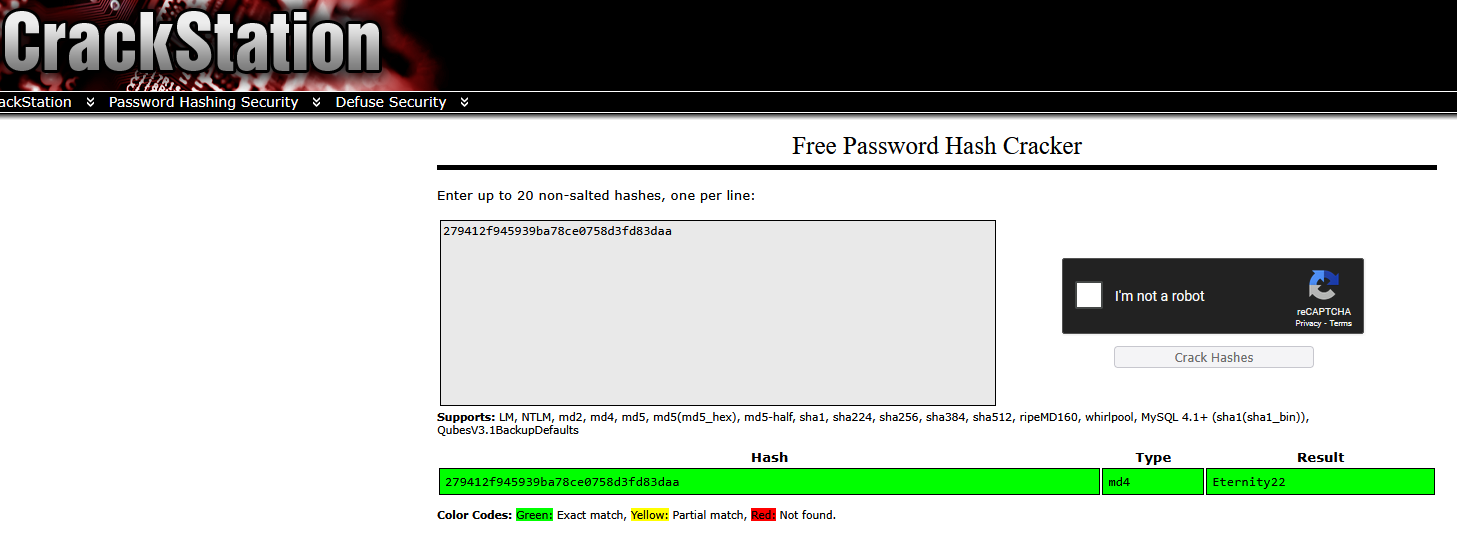 CrackStation
ackStation Password Hashing Security Defuse Security
Free Password Hash Cracker
Enter up to 20 non-salted hashes, one per line:
279412f945939ba78ce0758d3fd83daa
I'm not a robot
reCAPTCHA
Privacy - Terms
Crack Hashes
Supports: LM, NTLM, md2, md4, md5, md5(md5_hex), md5-half, sha1, sha224, sha256, sha384, sha512, ripeMD160, whirlpool, MySQL 4.1+ (sha1(sha1_bin)),
QubesV3.1BackupDefaults
Hash Type Result
279412f945939ba78ce0758d3fd83daa md4 Eternity22
Color Codes: Green: Exact match, Yellow: Partial match, Red: Not found.